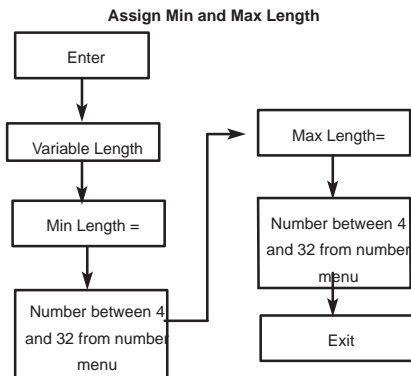 Assign Min and Max Length
Enter
Variable Length
Min Length =
Number between 4
and 32 from number
menu
Max Length=
Number between 4
and 32 from number
menu
Exit